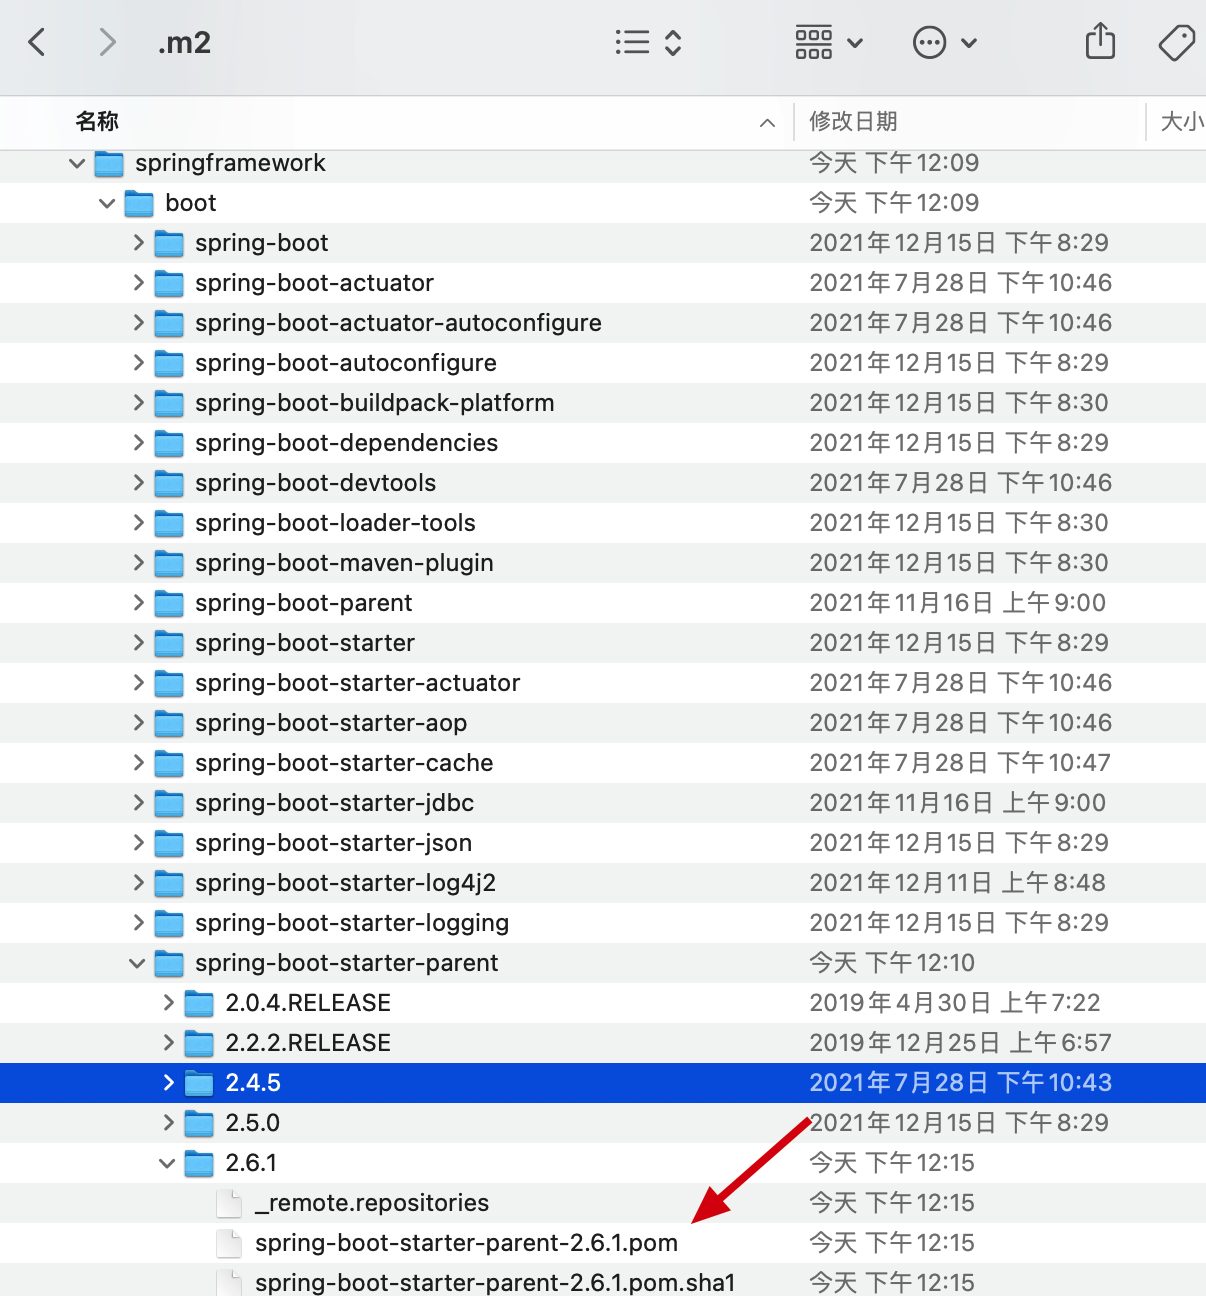 .m2
名称 修改日期 大小
springframework 今天 下午12:09
boot 今天 下午12:09
spring-boot 2021年12月15日 下午8:29
spring-boot-actuator 2021年7月28日 下午10:46
spring-boot-actuator-autoconfigure 2021年7月28日 下午10:46
spring-boot-autoconfigure 2021年12月15日 下午8:29
spring-boot-buildpack-platform 2021年12月15日 下午8:30
spring-boot-dependencies 2021年12月15日 下午8:29
spring-boot-devtools 2021年7月28日 下午10:46
spring-boot-loader-tools 2021年12月15日 下午8:30
spring-boot-maven-plugin 2021年12月15日 下午8:30
spring-boot-parent 2021年11月16日 上午9:00
spring-boot-starter 2021年12月15日 下午8:29
spring-boot-starter-actuator 2021年7月28日 下午10:46
spring-boot-starter-aop 2021年7月28日 下午10:46
spring-boot-starter-cache 2021年7月28日 下午10:47
spring-boot-starter-jdbc 2021年11月16日 上午9:00
spring-boot-starter-json 2021年12月15日 下午8:29
spring-boot-starter-log4j2 2021年12月11日 上午8:48
spring-boot-starter-logging 2021年12月15日 下午8:29
spring-boot-starter-parent 今天 下午12:10
2.0.4.RELEASE 2019年4月30日 上午7:22
2.2.2.RELEASE 2019年12月25日 上午6:57
2.4.5 2021年7月28日 下午10:43
2.5.0 2021年12月15日 下午8:29
2.6.1 今天 下午12:15
_remote.repositories 今天 下午12:15
spring-boot-starter-parent-2.6.1.pom 今天 下午12:15
spring-boot-starter-parent-2.6.1.pom.sha1 今天 下午12:15